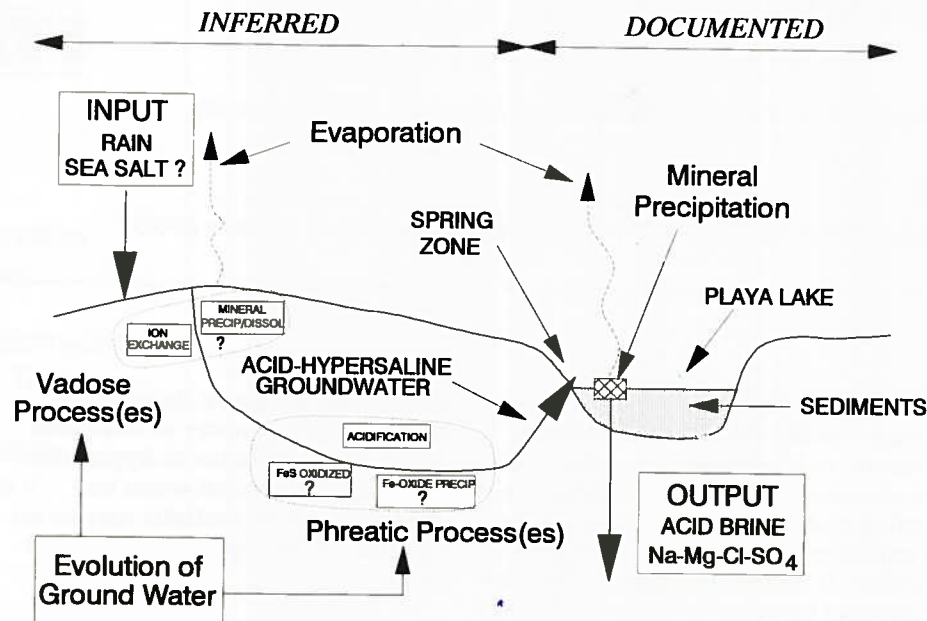 INFERRED
DOCUMENTED
INPUT
RAIN
SEA SALT ?
Evaporation
Mineral
Precipitation
SPRING
ZONE
PLAYA LAKE
MINERAL
PRECIP/DISSOL
?
ION
EXCHANGE
ACID-HYPERSALINE
GROUNDWATER
Vadose
Process(es)
SEDIMENTS
ACIDIFICATION
FeS OXIDIZED
?
Fe-OXIDE PRECIP
?
OUTPUT
ACID BRINE
Na-Mg-Cl-SO4
Phreatic Process(es)
Evolution of
Ground Water